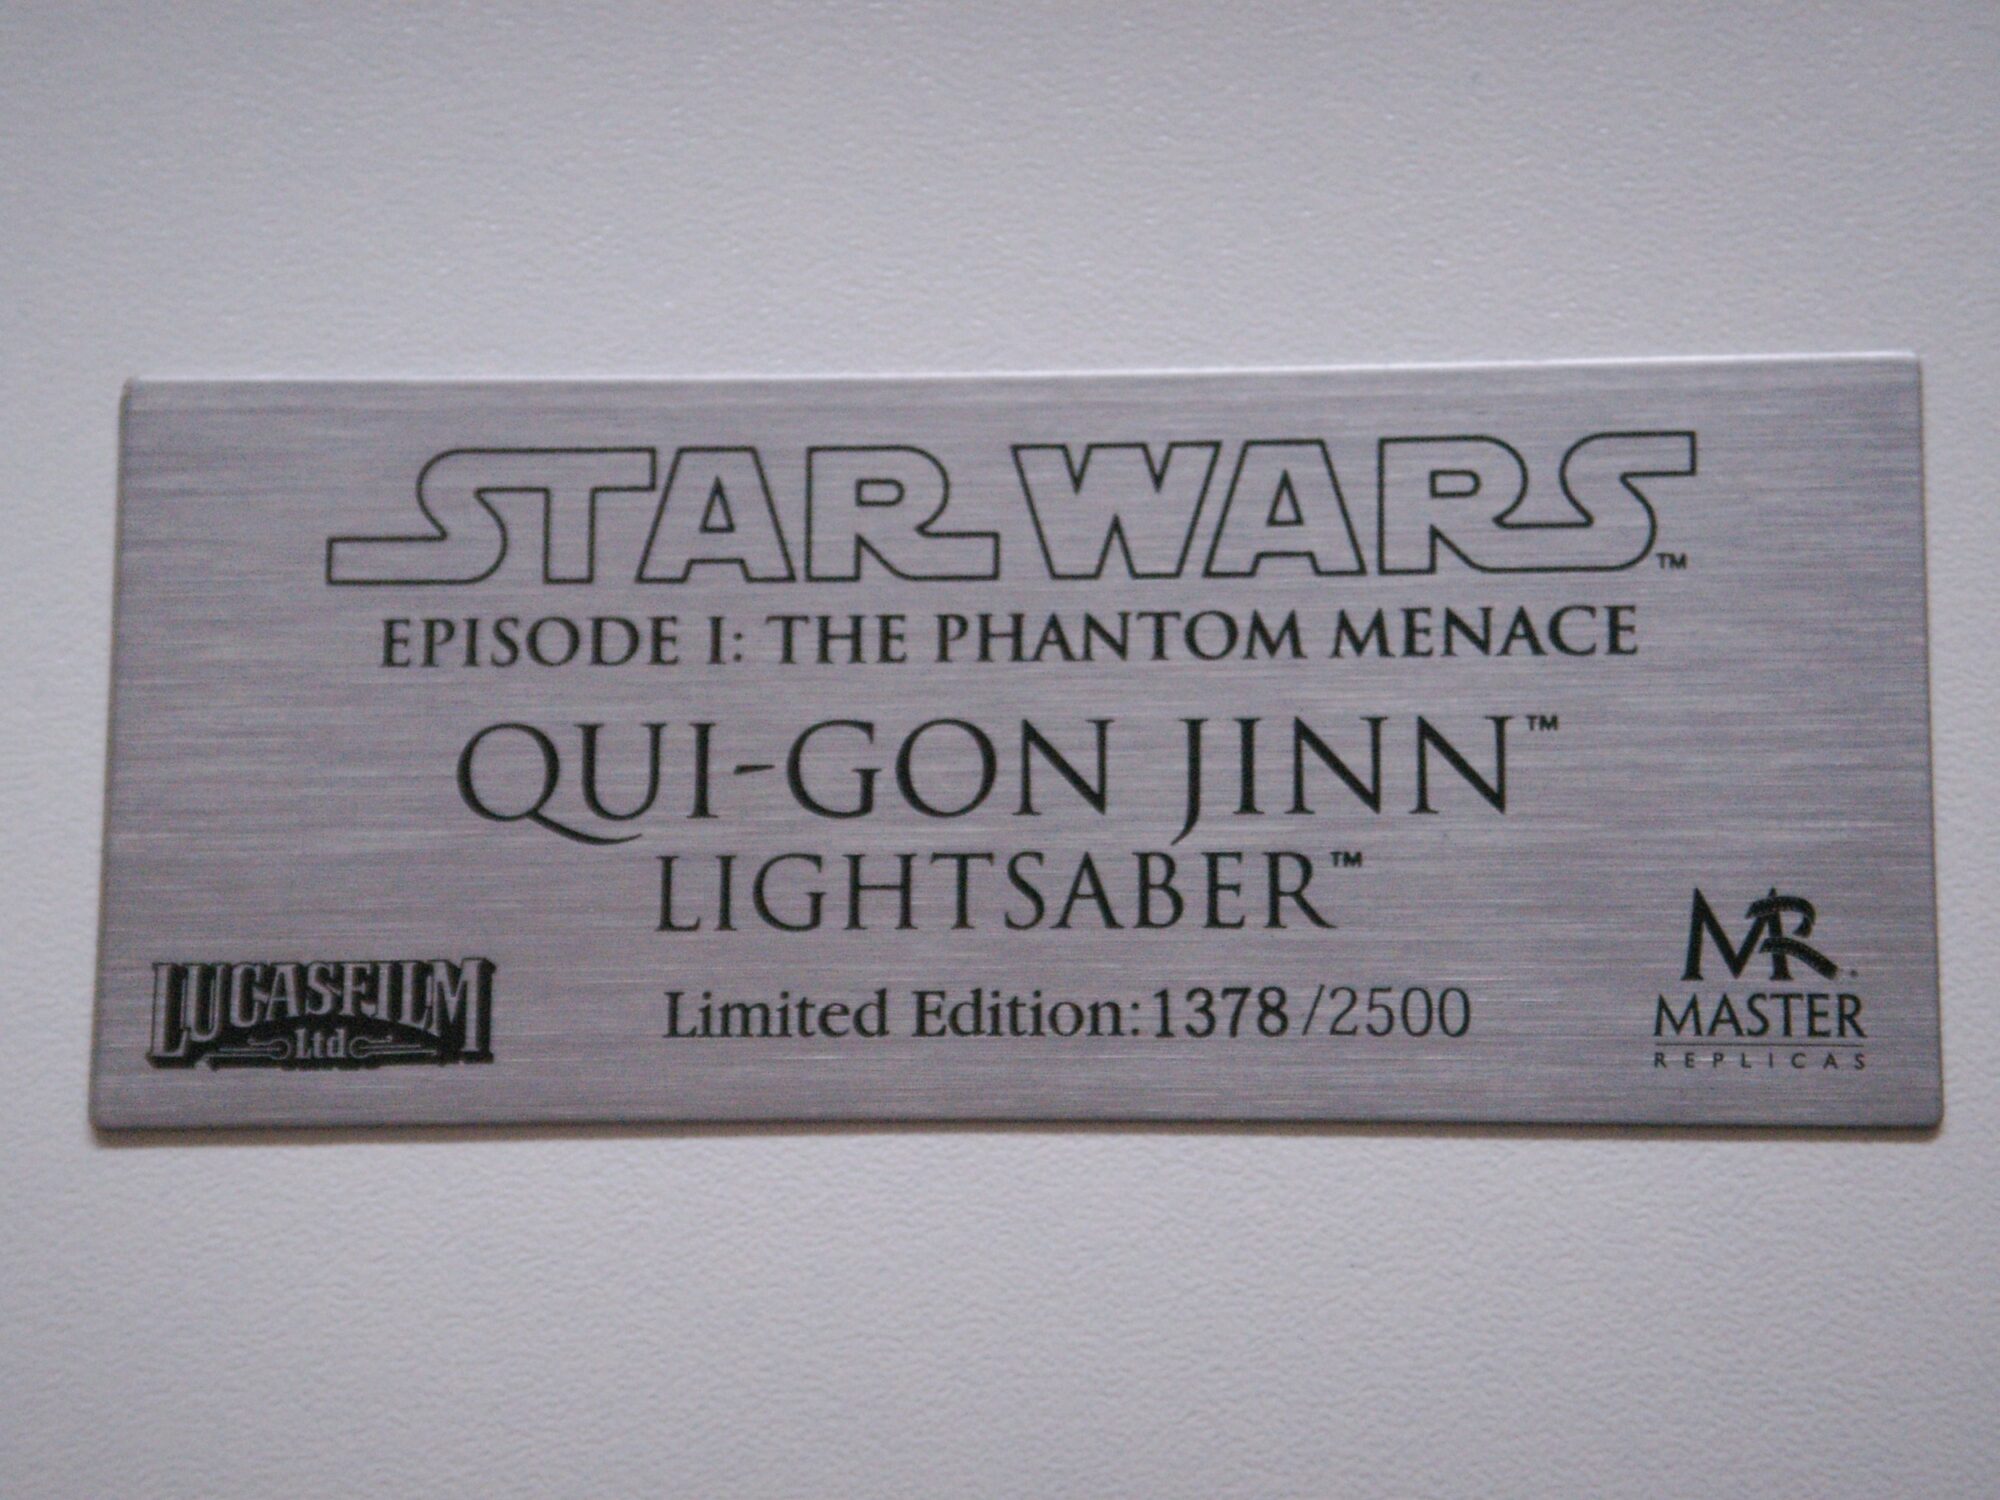 STAR WARS™
EPISODE I: THE PHANTOM MENACE
QUI-GON JINN™
LIGHTSABER™
LUCASFILM
Ltd
Limited Edition: 1378/2500
MR
MASTER
REPLICAS